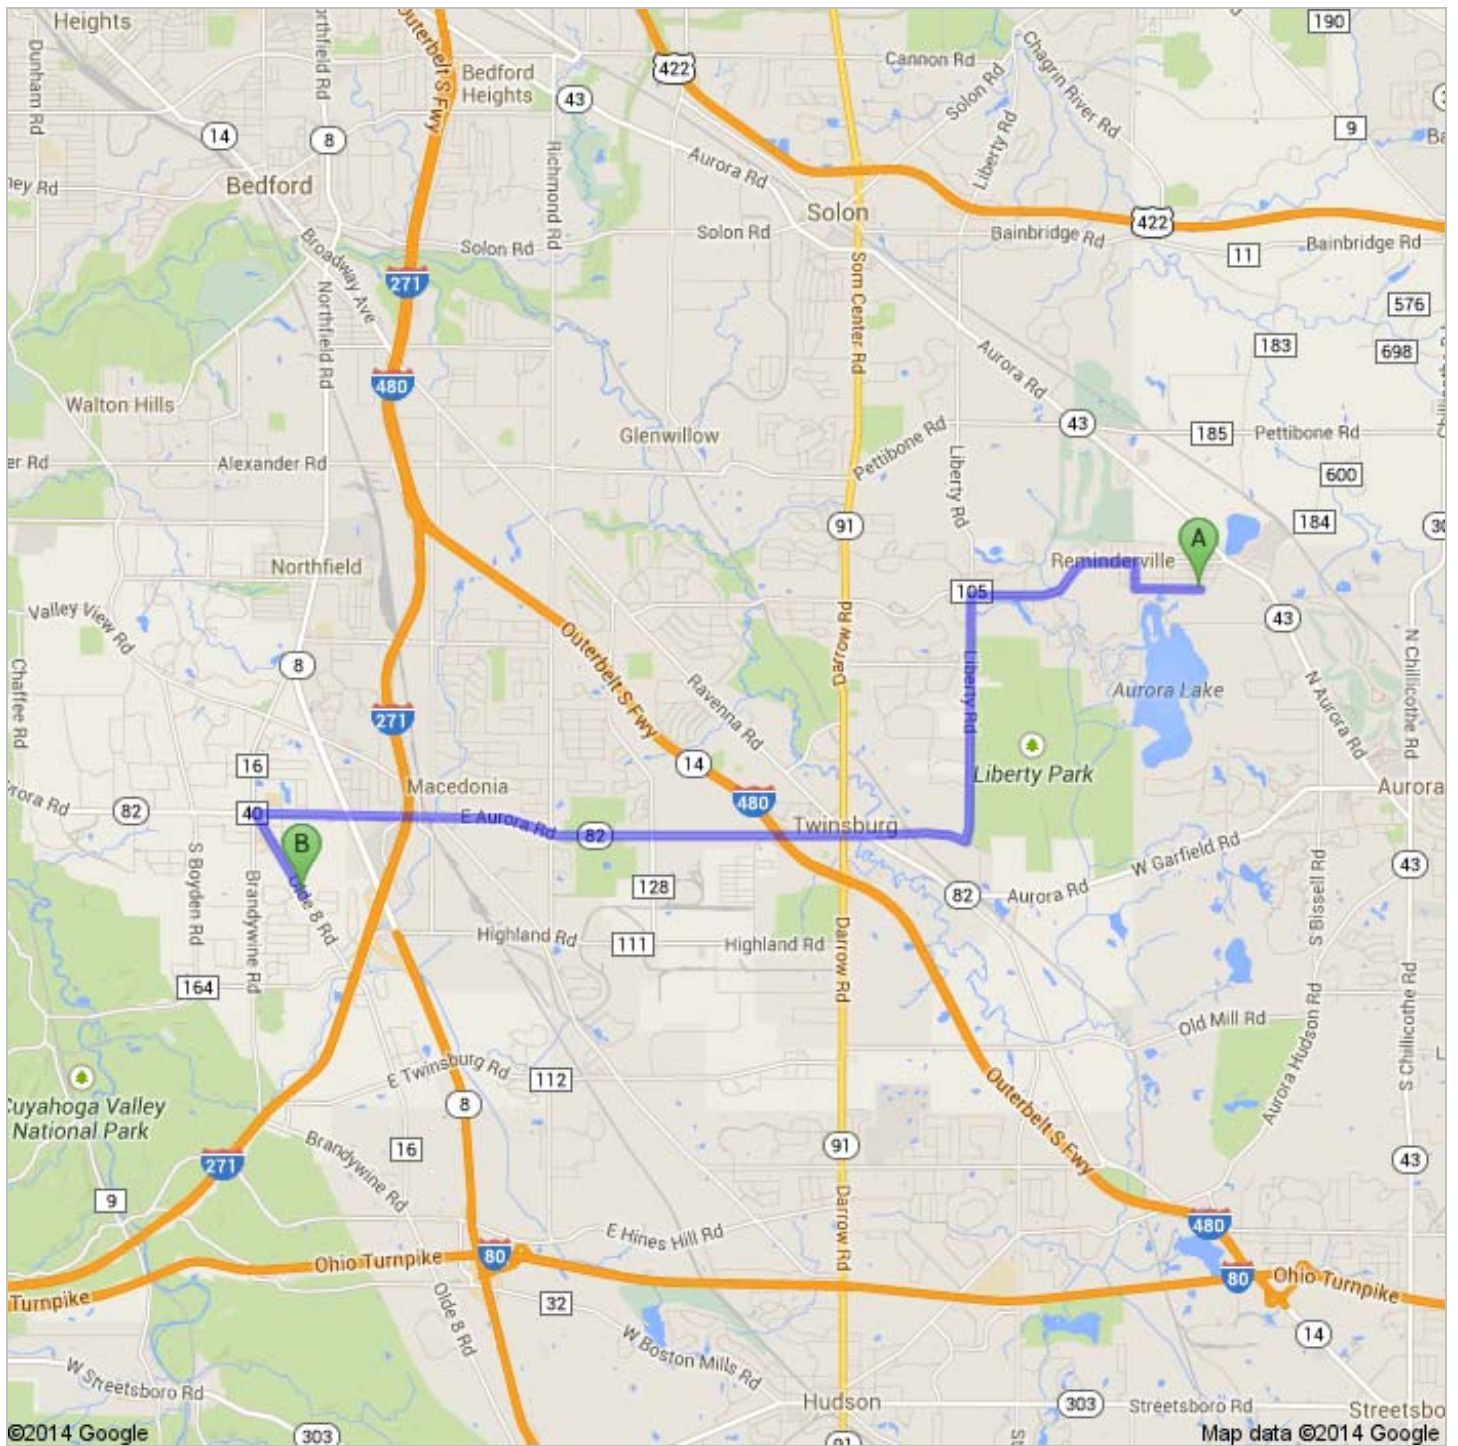 Heights
Outerbelt S Fwy
190
422
Cannon Rd
Chagrin River Rd
Dunham Rd
Bedford
Heights
43
Solon Rd
Liberty Rd
9
14
8
Richmond Rd
Aurora Rd
Bedford
Solon
422
Broadway Ave
Solon Rd
Solon Rd
Bainbridge Rd
11
Bainbridge Rd
271
Northfield Rd
Som Center Rd
576
183
698
480
Aurora Rd
Walton Hills
Glenwillow
Pettibone Rd
43
185
Pettibone Rd
Alexander Rd
Liberty Rd
600
91
184
A
Northfield
Reminderville
105
43
Valley View Rd
Outerbelt S Fwy
Darrow Rd
8
Chaffee Rd
Ravenna Rd
Liberty Rd
Aurora Lake
N Aurora Rd
N Chillicothe Rd
271
16
14
Liberty Park
Macedonia
480
Aurora
82
40
E Aurora Rd
82
Twinsburg
B
S Boyden Rd
Brandywine Rd
Olde 8 Rd
128
82
Aurora Rd
W Garfield Rd
43
S Bissell Rd
Highland Rd
111
Highland Rd
Darrow Rd
164
Old Mill Rd
Aurora Hudson Rd
S Chillicothe Rd
E Twinsburg Rd
112
Outerbelt S Fwy
Cuyahoga Valley
National Park
8
Brandywine Rd
16
91
43
271
9
Darrow Rd
E Hines Hill Rd
480
Ohio Turnpike
80
80
Ohio Turnpike
Turnpike
Olde 8 Rd
32
W Boston Mills Rd
14
W Streetsboro Rd
Hudson
303
Streetsboro Rd
Streetsbo
303
91
©2014 Google
Map data ©2014 Google